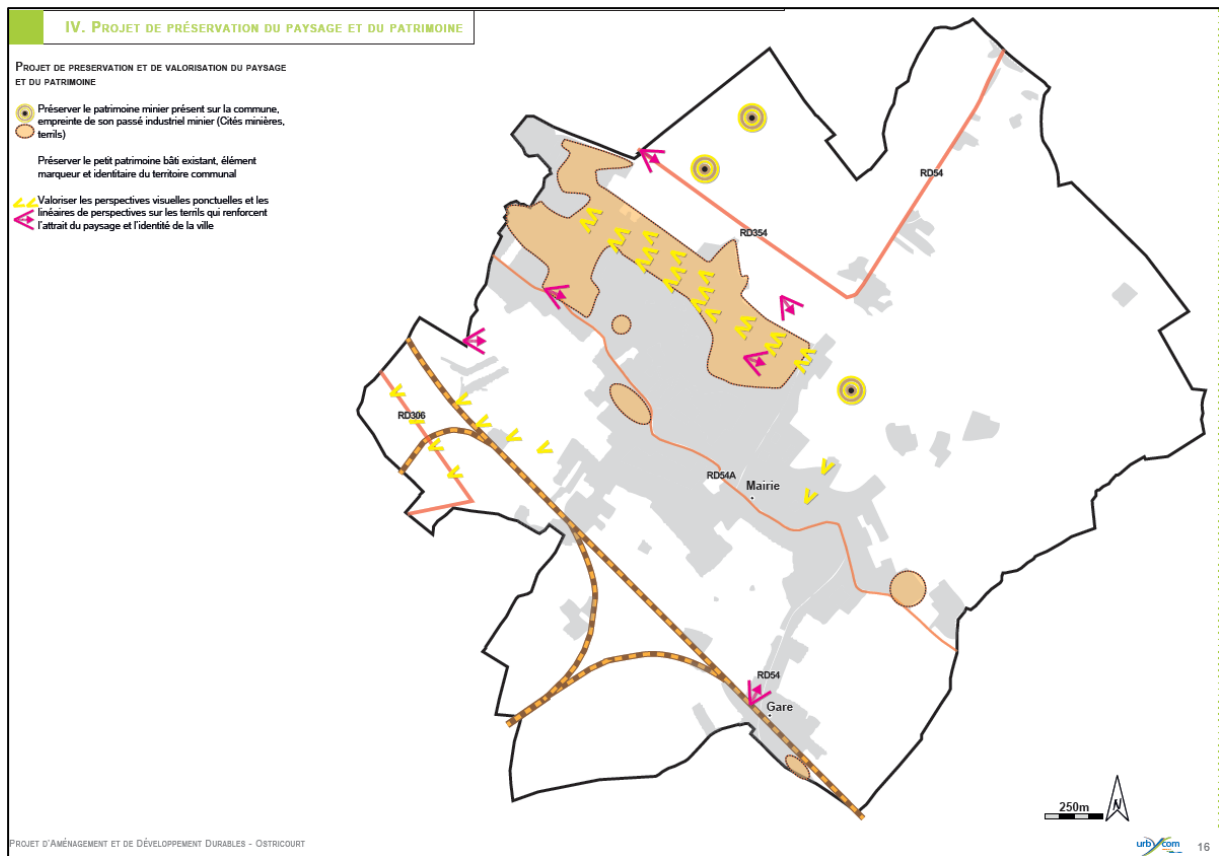 IV. PROJET DE PRÉSERVATION DU PAYSAGE ET DU PATRIMOINE
PROJET DE PRESERVATION ET DE VALORISATION DU PAYSAGE
ET DU PATRIMOINE
Préserver le patrimoine minier présent sur la commune,
empreinte de son passé industriel minier (Cités minières,
terrils)
Préserver le petit patrimoine bâti existant, élément
marqueur et identitaire du territoire communal
Valoriser les perspectives visuelles ponctuelles et les
linéaires de perspectives sur les terrils qui renforcent
l'attrait du paysage et l'identité de la ville
RD54
RD354
RD306
RD54A
Mairie
RD54
Gare
250m
N
PROJET D'AMÉNAGEMENT ET DE DÉVELOPPEMENT DURABLES - OSTRICOURT
urbycom
16